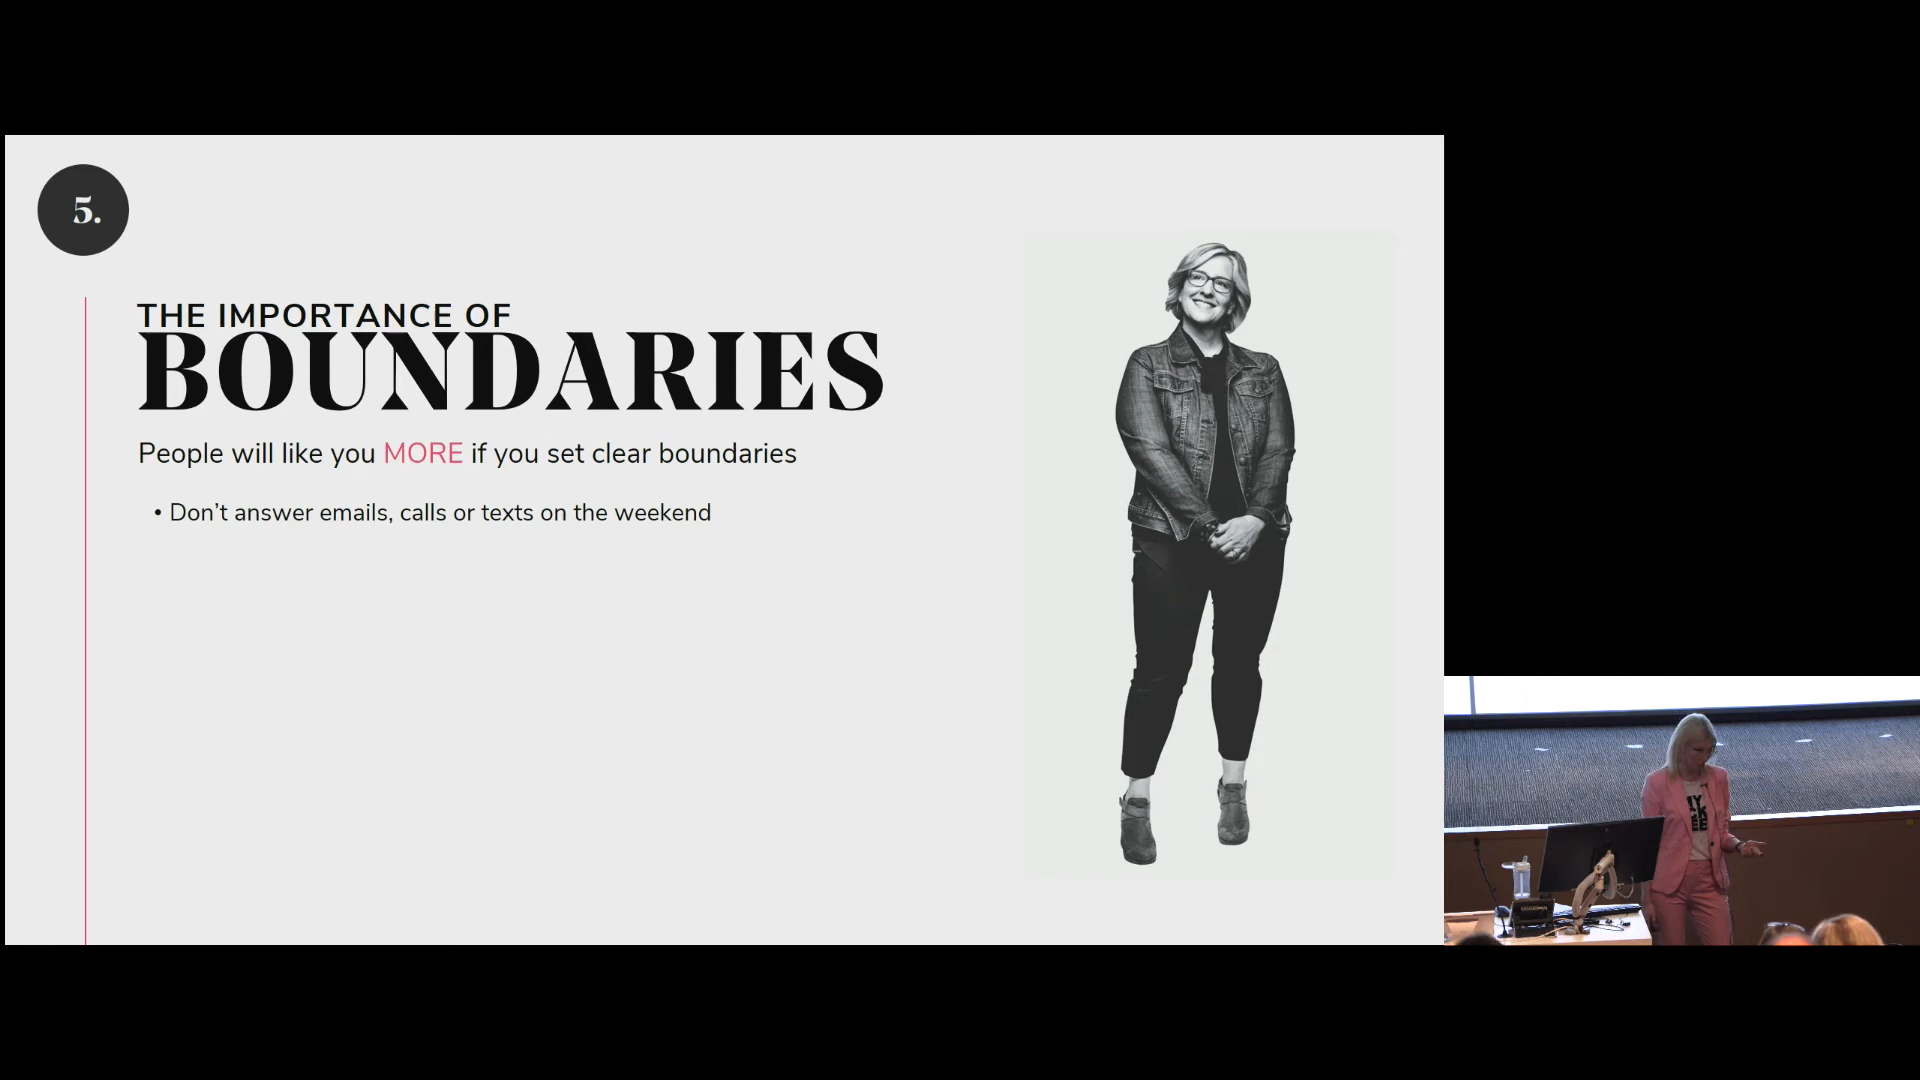 5.
THE IMPORTANCE OF
BOUNDARIES
People will like you MORE if you set clear boundaries
• Don’t answer emails, calls or texts on the weekend